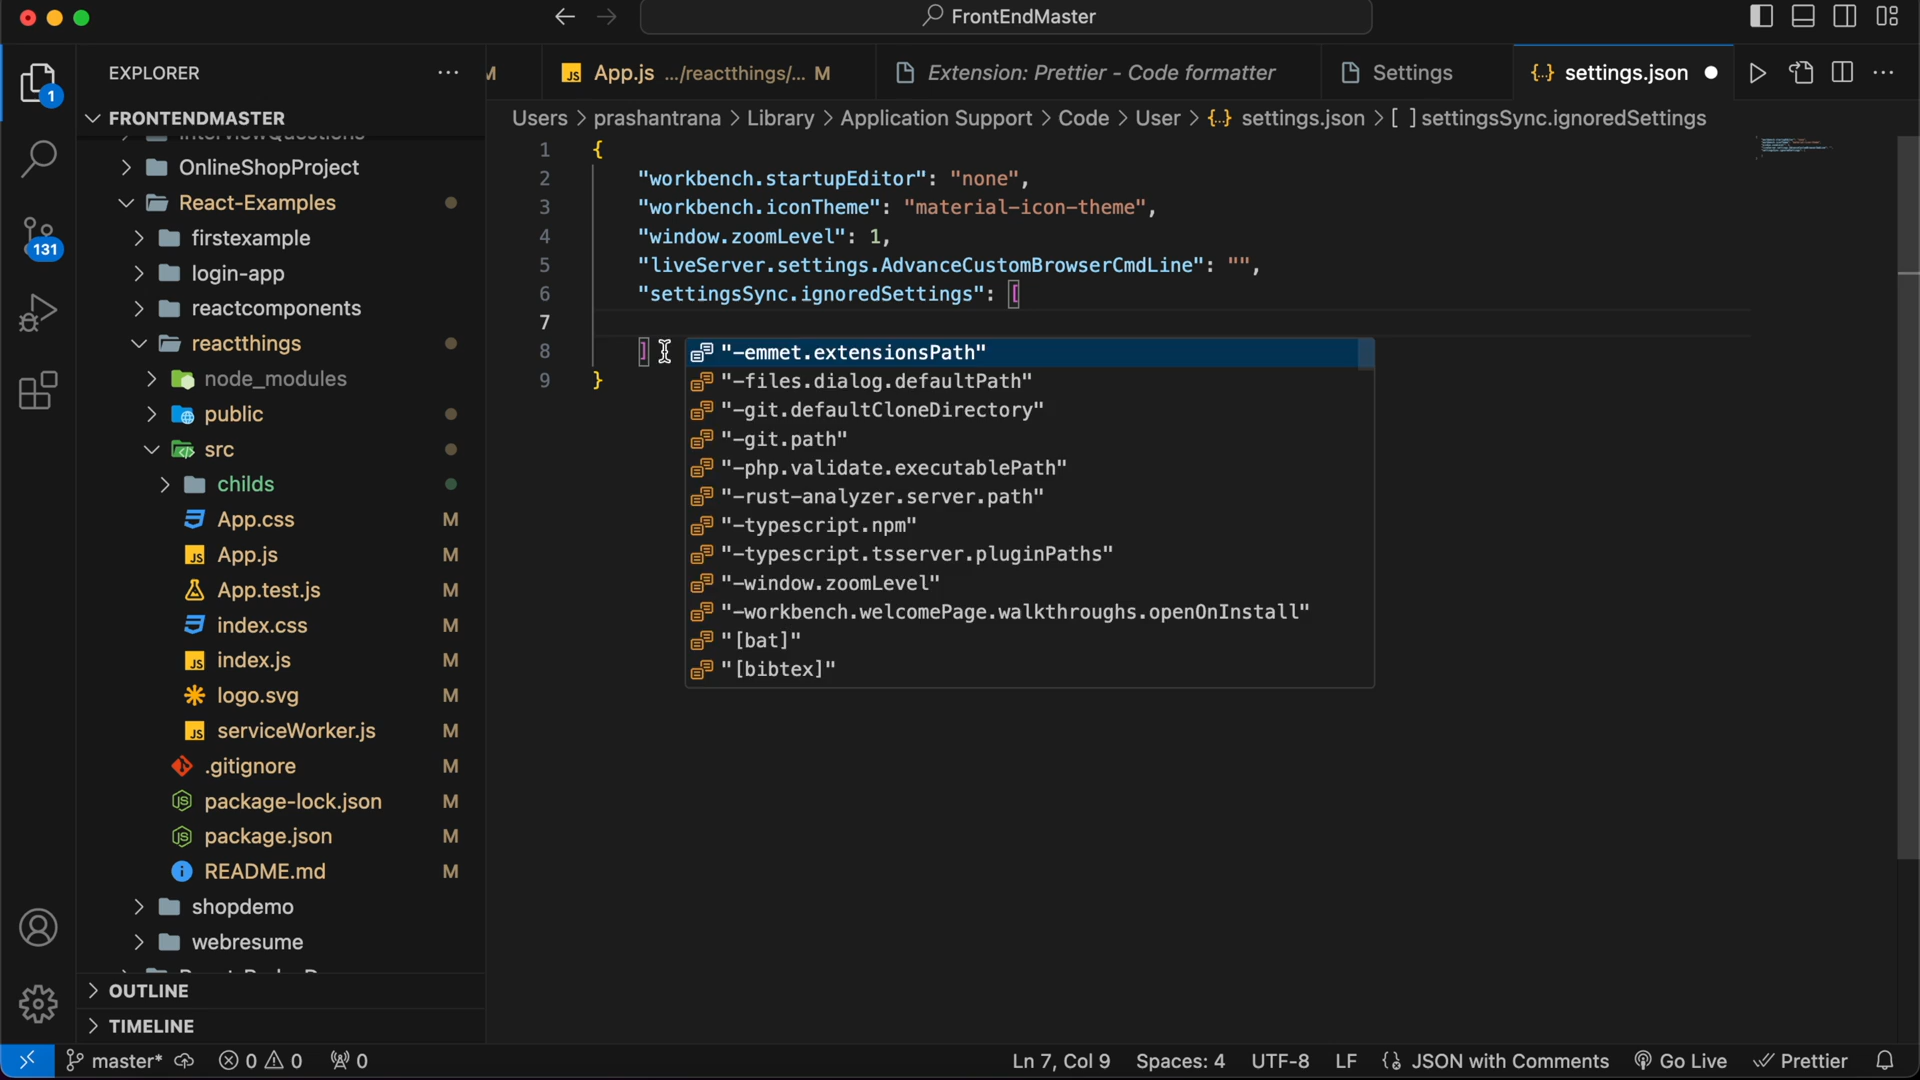 FrontEndMaster
EXPLORER
M
App.js .../reactthings/... M
Extension: Prettier - Code formatter
Settings
{..} settings.json
FRONTENDMASTER
Users > prashantrana > Library > Application Support > Code > User > {..} settings.json > [ ] settingsSync.ignoredSettings
InterviewQuestions
OnlineShopProject
React-Examples
firstexample
login-app
reactcomponents
reactthings
node_modules
public
src
childs
App.css M
App.js M
App.test.js M
index.css M
index.js M
logo.svg M
serviceWorker.js M
.gitignore M
package-lock.json M
package.json M
README.md M
shopdemo
webresume
OUTLINE
TIMELINE
1
131
1 {
2 "workbench.startupEditor": "none",
3 "workbench.iconTheme": "material-icon-theme",
4 "window.zoomLevel": 1,
5 "liveServer.settings.AdvanceCustomBrowserCmdLine": "",
6 "settingsSync.ignoredSettings": [
7
8 ]
9 }
"-emmet.extensionsPath"
"-files.dialog.defaultPath"
"-git.defaultCloneDirectory"
"-git.path"
"-php.validate.executablePath"
"-rust-analyzer.server.path"
"-typescript.npm"
"-typescript.tsserver.pluginPaths"
"-window.zoomLevel"
"-workbench.welcomePage.walkthroughs.openOnInstall"
"[bat]"
"[bibtex]"
master* 0 0 0
Ln 7, Col 9 Spaces: 4 UTF-8 LF JSON with Comments Go Live Prettier